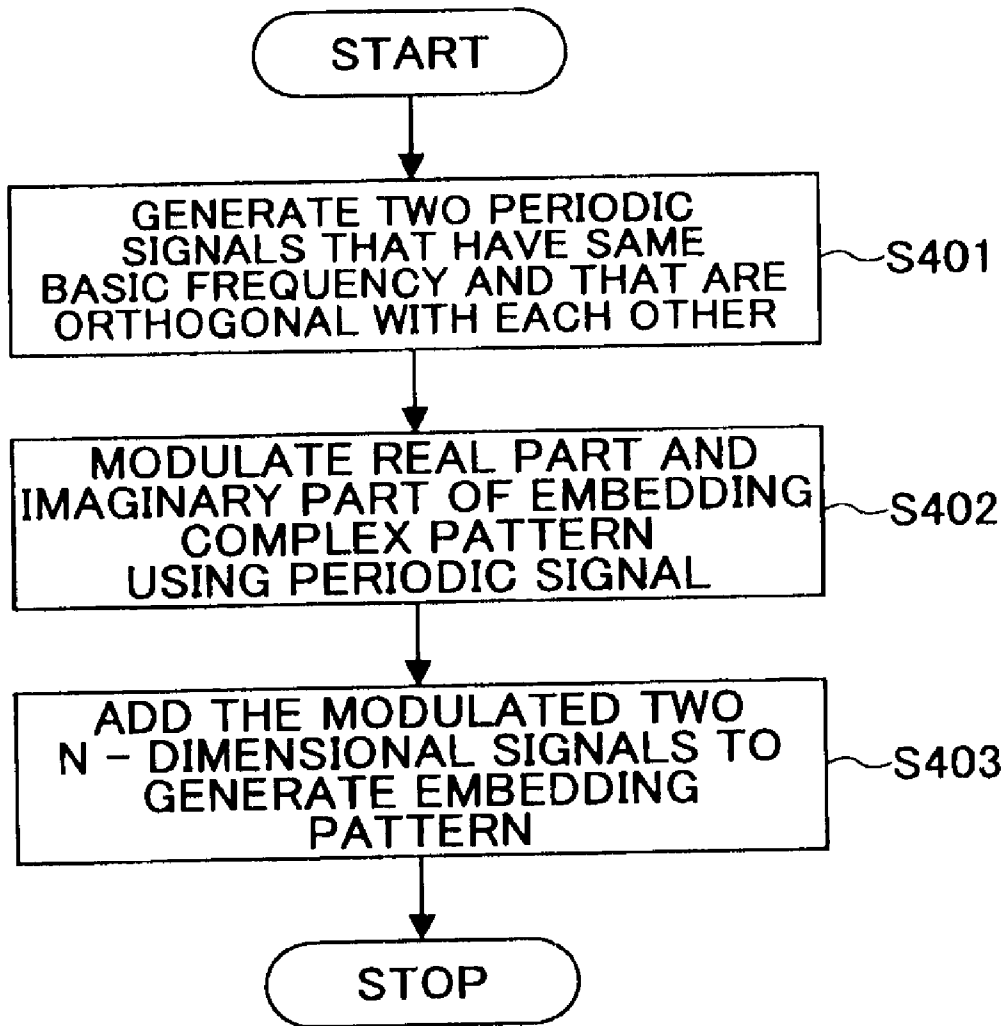 START
GENERATE TWO PERIODIC
SIGNALS THAT HAVE SAME
BASIC FREQUENCY AND THAT ARE
ORTHOGONAL WITH EACH OTHER
S401
MODULATE REAL PART AND
IMAGINARY PART OF EMBEDDING
COMPLEX PATTERN
USING PERIODIC SIGNAL
S402
ADD THE MODULATED TWO
N - DIMENSIONAL SIGNALS TO
GENERATE EMBEDDING
PATTERN
S403
STOP